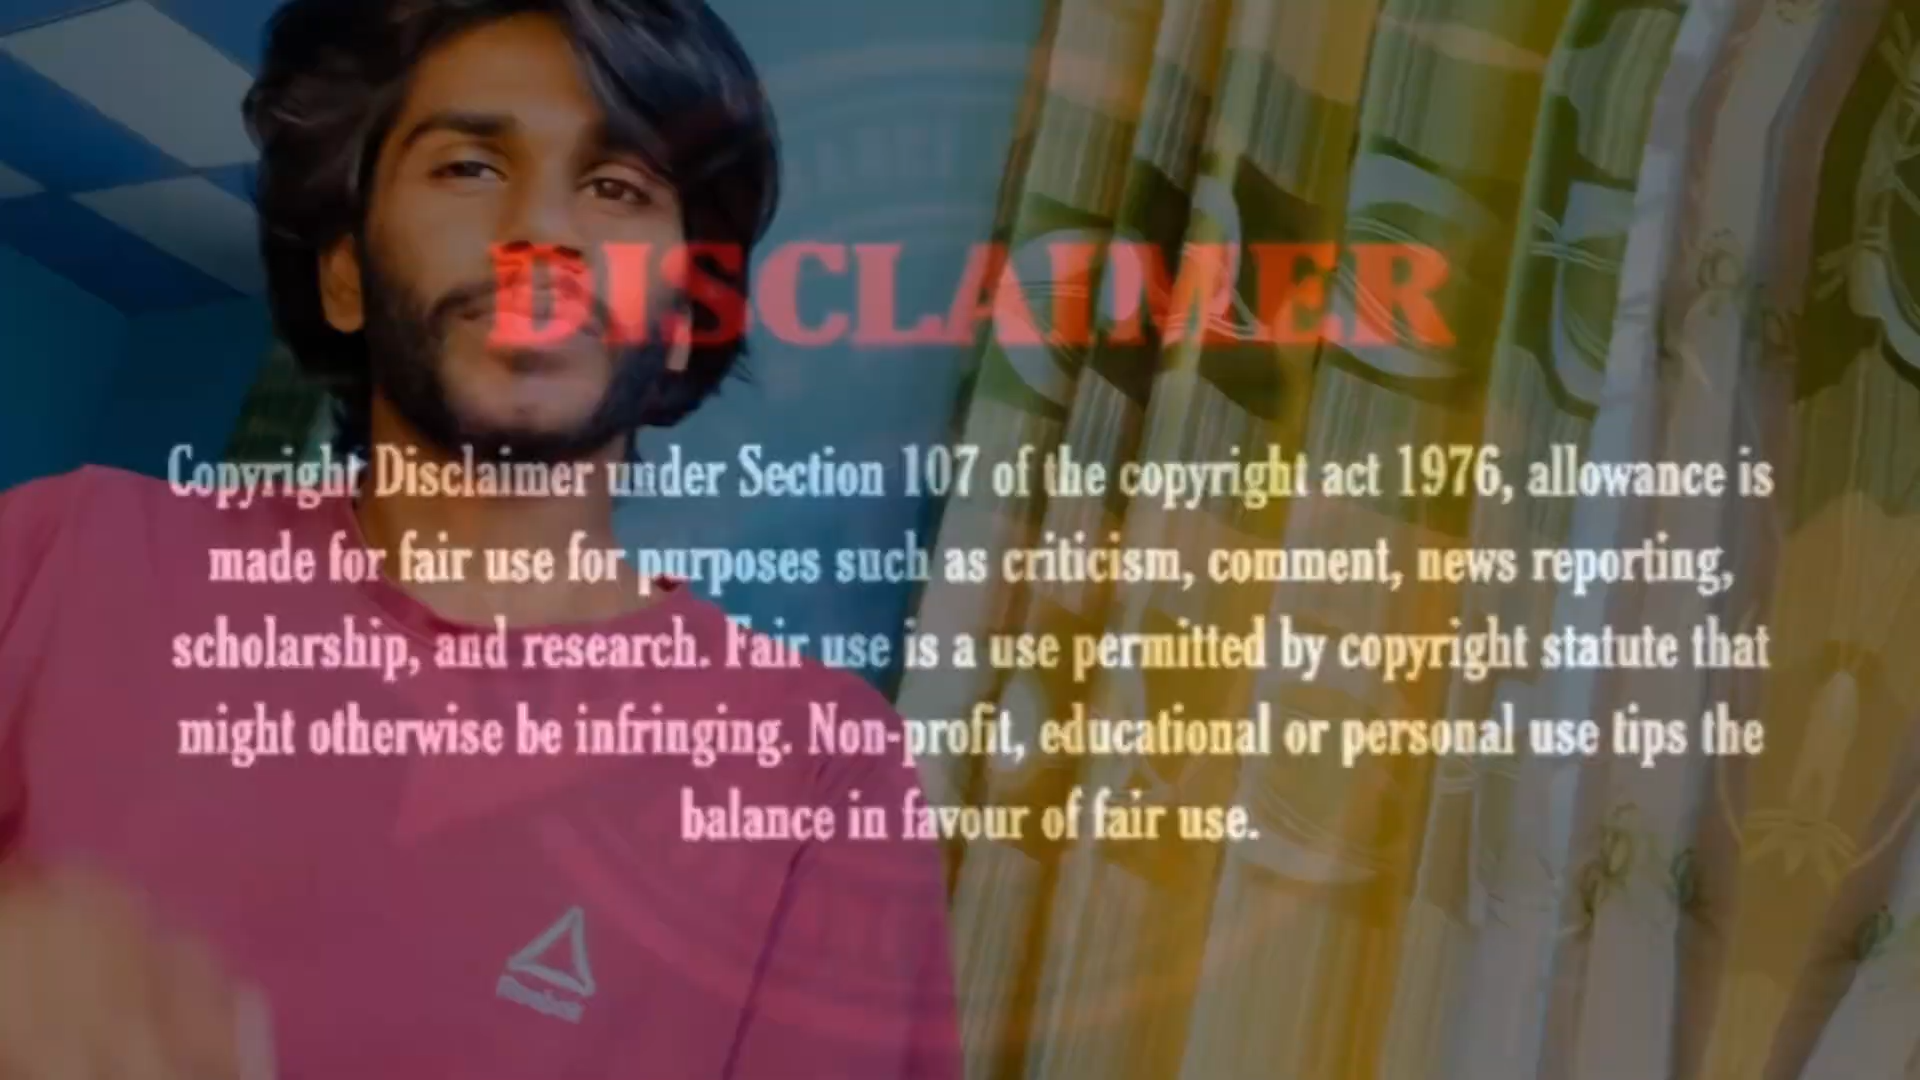 DISCLAIMER
Copyright Disclaimer under Section 107 of the copyright act 1976, allowance is
made for fair use for purposes such as criticism, comment, news reporting,
scholarship, and research. Fair use is a use permitted by copyright statute that
might otherwise be infringing. Non-profit, educational or personal use tips the
balance in favour of fair use.